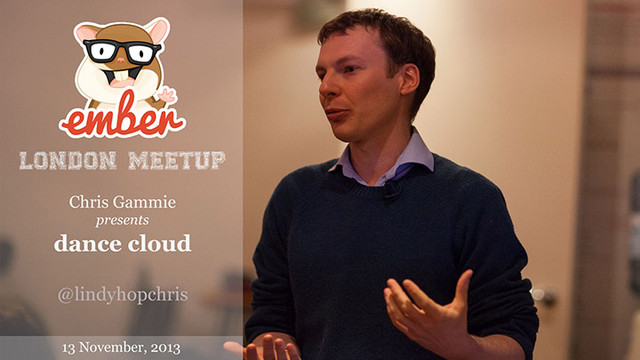 ember
LONDON MEETUP
Chris Gammie
presents
dance cloud
@lindyhopchris
13 November, 2013